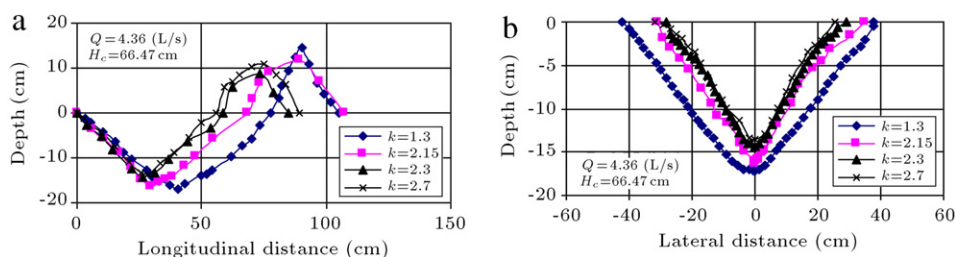 a
20
10
0
-10
-20
Depth (cm)
Q=4.36 (L/s)
H_c=66.47 cm
k=1.3
k=2.15
k=2.3
k=2.7
0
50
100
150
Longitudinal distance (cm)
b
0
-5
-10
-15
-20
Depth (cm)
Q=4.36 (L/s)
H_c=66.47 cm
k=1.3
k=2.15
k=2.3
k=2.7
-60
-40
-20
0
20
40
60
Lateral distance (cm)